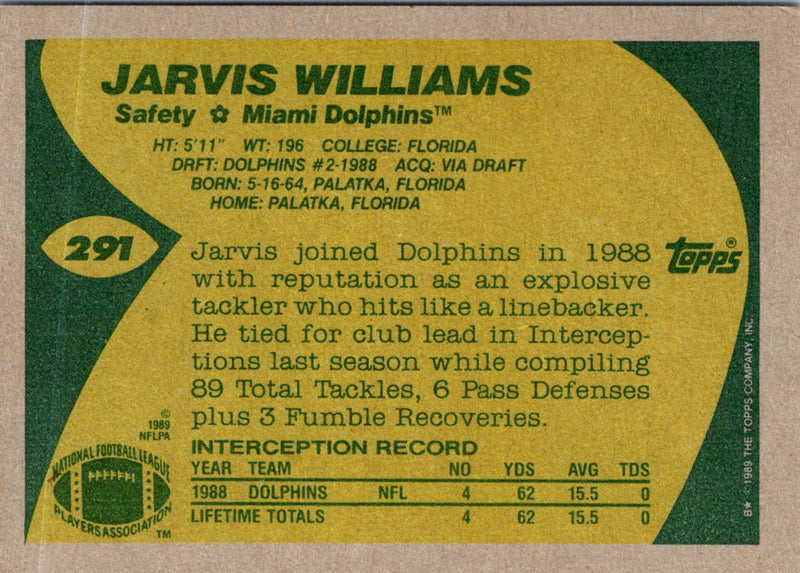 JARVIS WILLIAMS
Safety ✿ Miami Dolphins™
HT: 5'11" WT: 196 COLLEGE: FLORIDA
DRFT: DOLPHINS #2-1988 ACQ: VIA DRAFT
BORN: 5-16-64, PALATKA, FLORIDA
HOME: PALATKA, FLORIDA
291
Jarvis joined Dolphins in 1988
with reputation as an explosive
tackler who hits like a linebacker.
He tied for club lead in Intercep-
tions last season while compiling
89 Total Tackles, 6 Pass Defenses
plus 3 Fumble Recoveries.
topps®
© 1989 NFLPA
NATIONAL FOOTBALL LEAGUE
PLAYERS ASSOCIATION
TM
INTERCEPTION RECORD
YEAR TEAM NO YDS AVG TDS
1988 DOLPHINS NFL 4 62 15.5 0
LIFETIME TOTALS 4 62 15.5 0
B★ 1989 THE TOPPS COMPANY, INC.